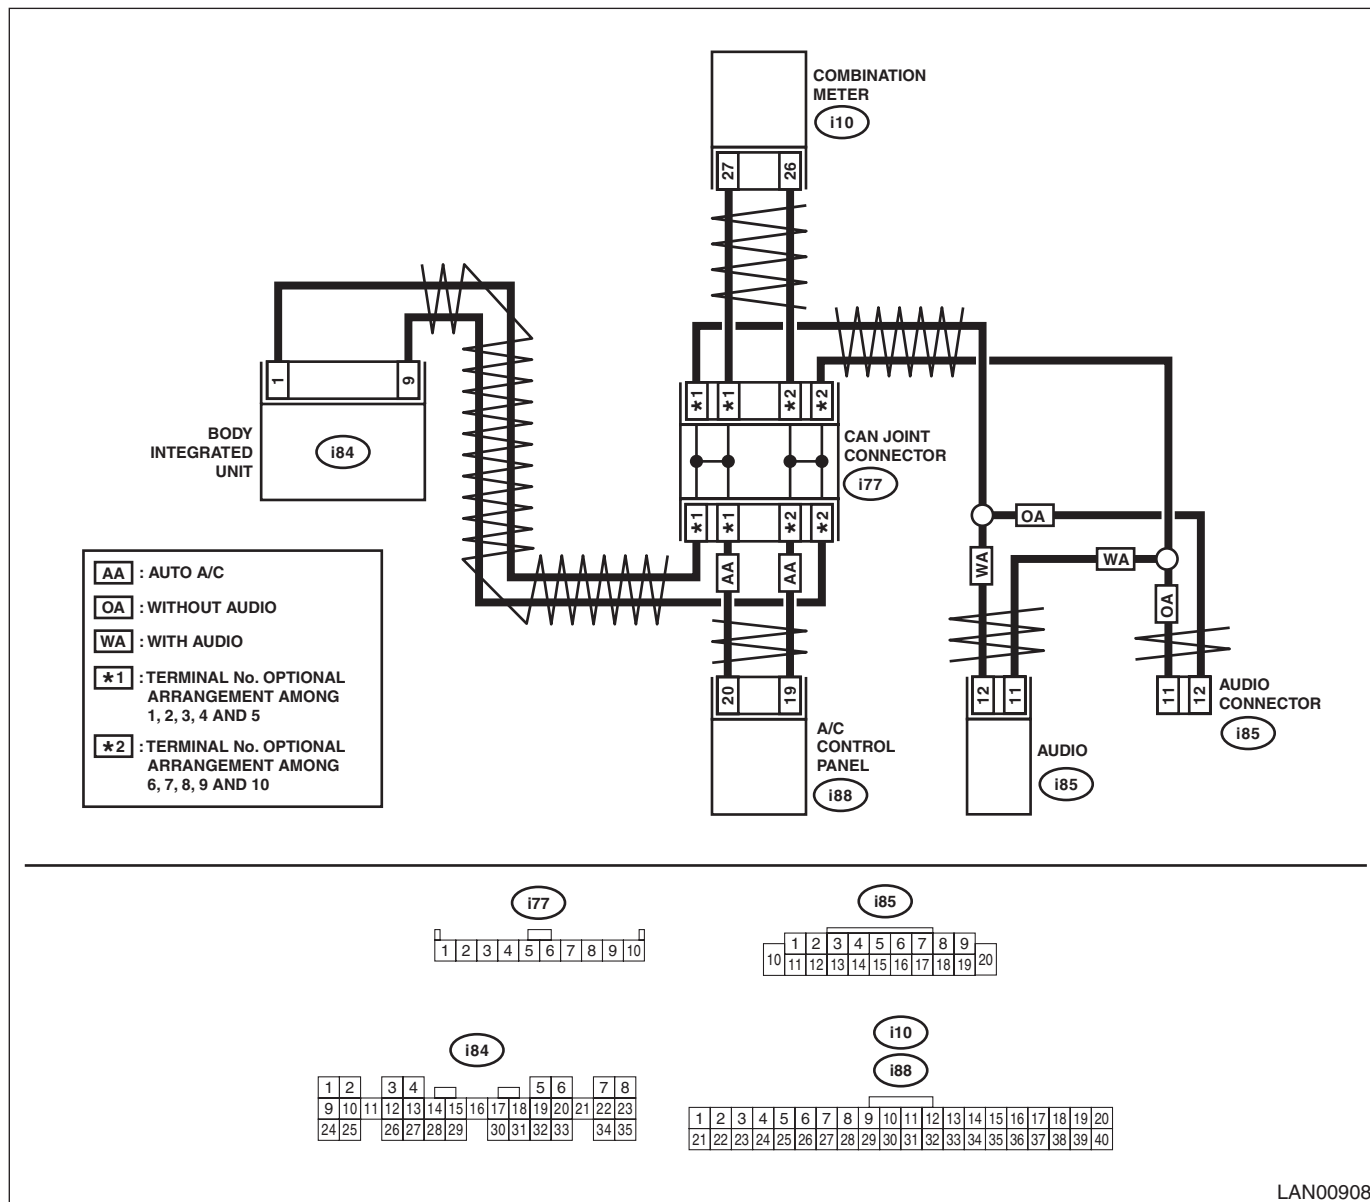 COMBINATION
METER
i10
27 26
1 9
BODY
INTEGRATED
UNIT
i84
*1 *1 *2 *2
CAN JOINT
CONNECTOR
i77
*1 *1 *2 *2
AA AA
OA
WA
WA
OA
20 19
A/C
CONTROL
PANEL
i88
12 11
AUDIO
i85
11 12
AUDIO
CONNECTOR
i85
AA : AUTO A/C
OA : WITHOUT AUDIO
WA : WITH AUDIO
*1 : TERMINAL No. OPTIONAL
ARRANGEMENT AMONG
1, 2, 3, 4 AND 5
*2 : TERMINAL No. OPTIONAL
ARRANGEMENT AMONG
6, 7, 8, 9 AND 10
i77
1 2 3 4 5 6 7 8 9 10
i85
1 2 3 4 5 6 7 8 9
10 11 12 13 14 15 16 17 18 19 20
i84
1 2 3 4 5 6 7 8
9 10 11 12 13 14 15 16 17 18 19 20 21 22 23
24 25 26 27 28 29 30 31 32 33 34 35
i10
i88
1 2 3 4 5 6 7 8 9 10 11 12 13 14 15 16 17 18 19 20
21 22 23 24 25 26 27 28 29 30 31 32 33 34 35 36 37 38 39 40
LAN00908